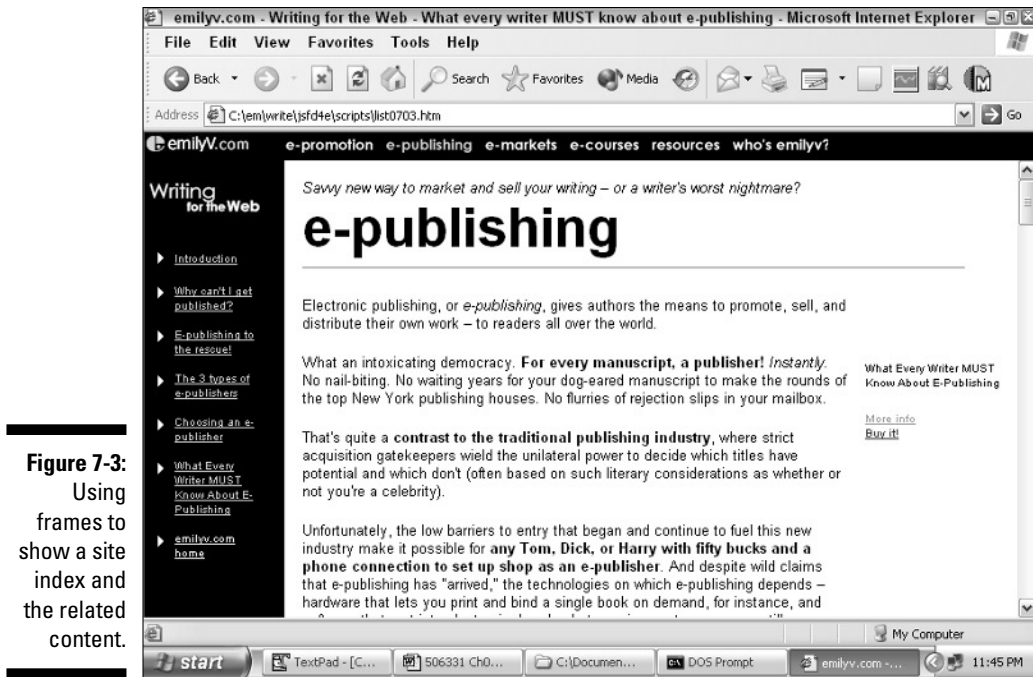 emilyv.com - Writing for the Web - What every writer MUST know about e-publishing - Microsoft Internet Explorer
File Edit View Favorites Tools Help
Back Search Favorites Media
Address C:\em\write\jsfd4e\scripts\list0703.htm Go
emilyV.com e-promotion e-publishing e-markets e-courses resources who's emilyv?
Writing
for the Web
Introduction
Why can't I get
published?
E-publishing to
the rescue!
The 3 types of
e-publishers
Choosing an e-
publisher
What Every
Writer MUST
Know About E-
Publishing
emilyv.com
home
Savvy new way to market and sell your writing – or a writer's worst nightmare?
e-publishing
Electronic publishing, or e-publishing, gives authors the means to promote, sell, and
distribute their own work – to readers all over the world.
What an intoxicating democracy. For every manuscript, a publisher! Instantly.
No nail-biting. No waiting years for your dog-eared manuscript to make the rounds of
the top New York publishing houses. No flurries of rejection slips in your mailbox.
That's quite a contrast to the traditional publishing industry, where strict
acquisition gatekeepers wield the unilateral power to decide which titles have
potential and which don't (often based on such literary considerations as whether or
not you're a celebrity).
Unfortunately, the low barriers to entry that began and continue to fuel this new
industry make it possible for any Tom, Dick, or Harry with fifty bucks and a
phone connection to set up shop as an e-publisher. And despite wild claims
that e-publishing has "arrived," the technologies on which e-publishing depends –
hardware that lets you print and bind a single book on demand, for instance, and
What Every Writer MUST
Know About E-Publishing
More info
Buy it!
My Computer
start TextPad - [C... 506331 Ch0... C:\Documen... DOS Prompt emilyv.com -... 11:45 PM
Figure 7-3:
Using
frames to
show a site
index and
the related
content.